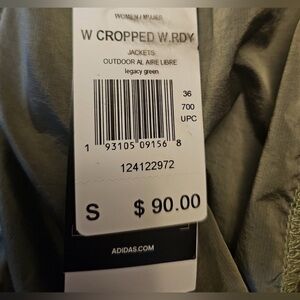 WOMEN / MUJER
W CROPPED W.RDY
JACKETS
OUTDOOR AL AIRE LIBRE
legacy green
36
700
UPC
1 93105 09156 8
124122972
S $ 90.00
ADIDAS.COM